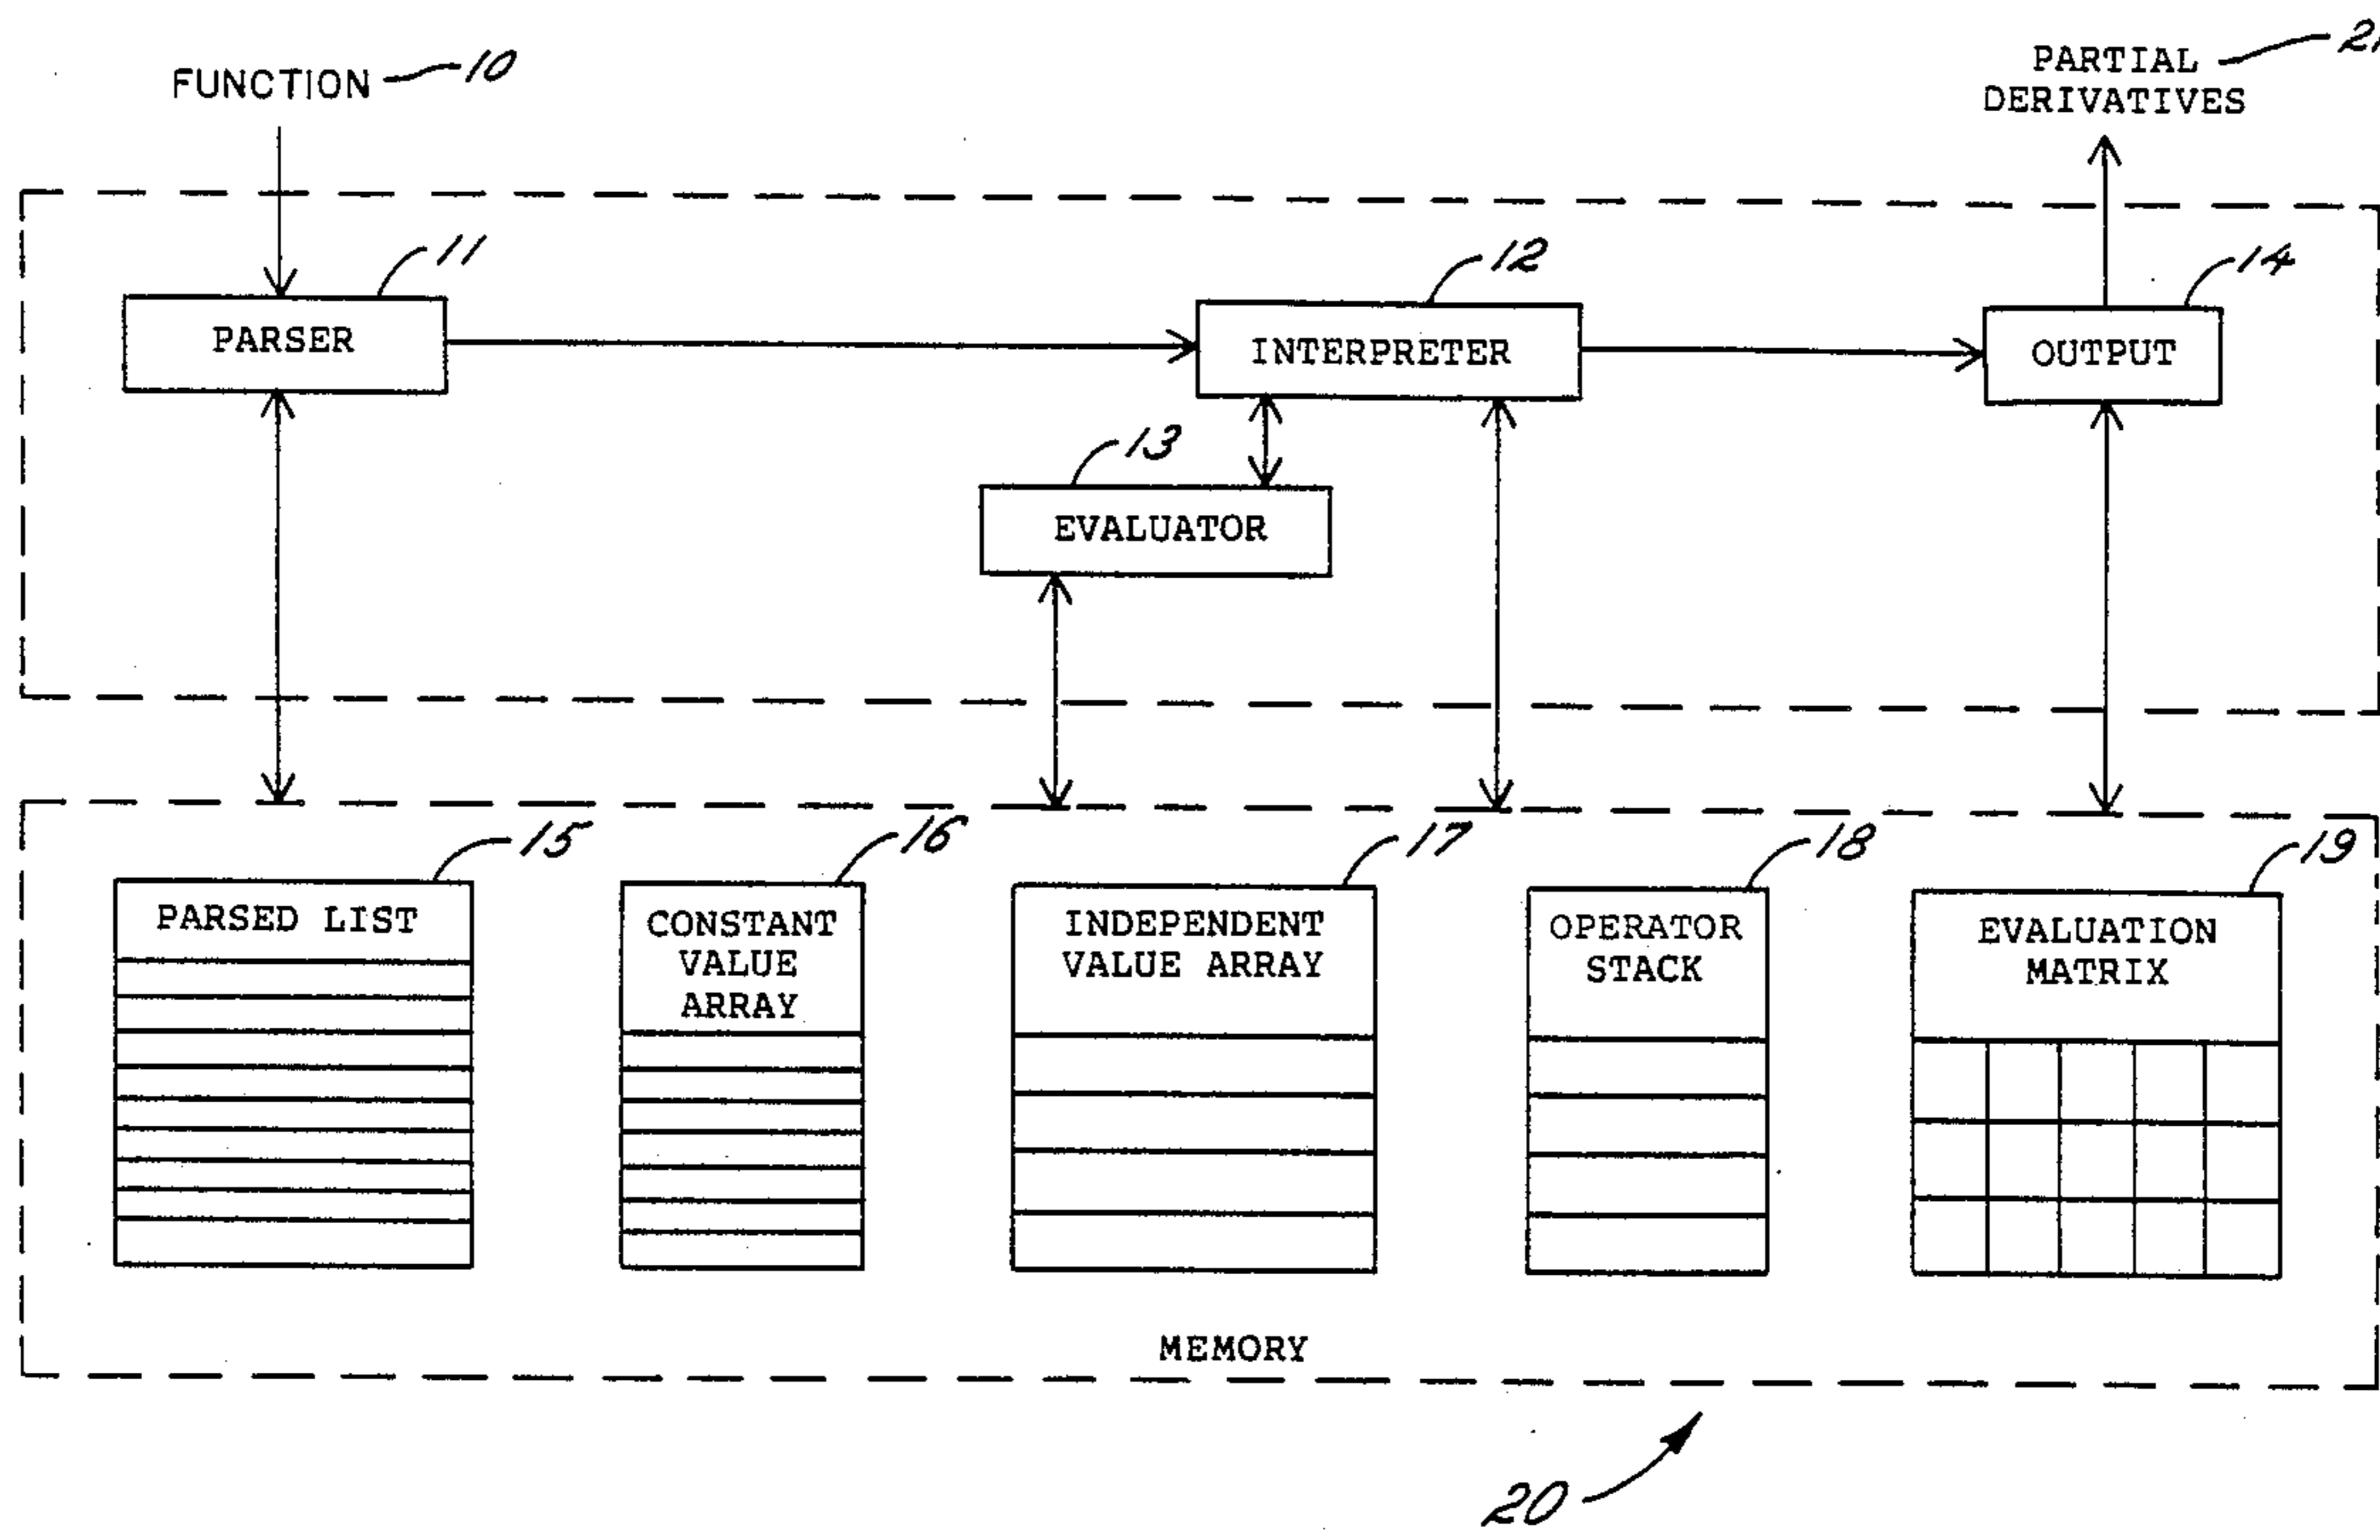 FUNCTION 10
PARTIAL
DERIVATIVES
11
12
14
PARSER
INTERPRETER
OUTPUT
13
EVALUATOR
15
16
17
18
19
PARSED LIST
CONSTANT
VALUE
ARRAY
INDEPENDENT
VALUE ARRAY
OPERATOR
STACK
EVALUATION
MATRIX
MEMORY
20